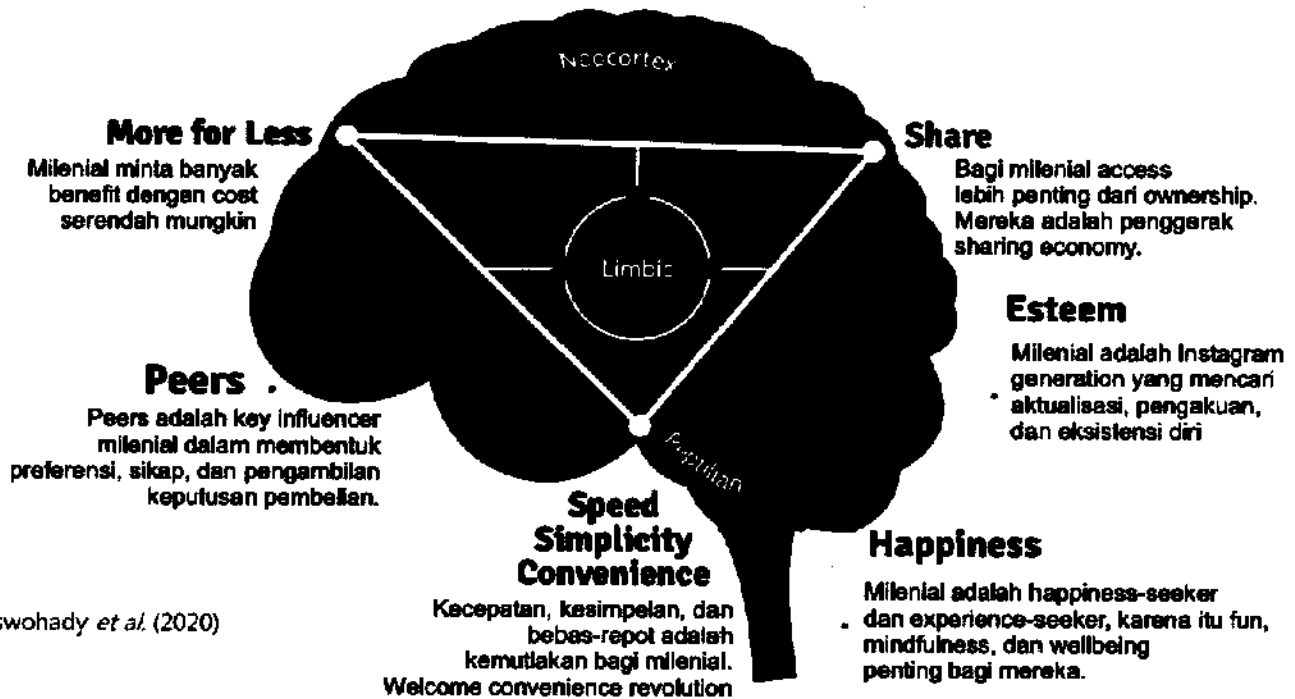 Neocortex
More for Less
Milenial minta banyak
benefit dengan cost
serendah mungkin
Share
Bagi milenial access
lebih penting dari ownership.
Mereka adalah penggerak
sharing economy.
Limbic
Esteem
Milenial adalah Instagram
generation yang mencari
aktualisasi, pengakuan,
dan eksistensi diri
Peers
Peers adalah key influencer
milenial dalam membentuk
preferensi, sikap, dan pengambilan
keputusan pembelian.
Reptilian
Speed
Simplicity
Convenience
Kecepatan, kesimpelan, dan
bebas-repot adalah
kemutlakan bagi milenial.
Welcome convenience revolution
Happiness
Milenial adalah happiness-seeker
dan experience-seeker, karena itu fun,
mindfulness, dan wellbeing
penting bagi mereka.
swohady et al. (2020)